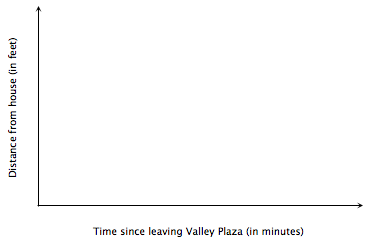 Distance from house (in feet)
Time since leaving Valley Plaza (in minutes)